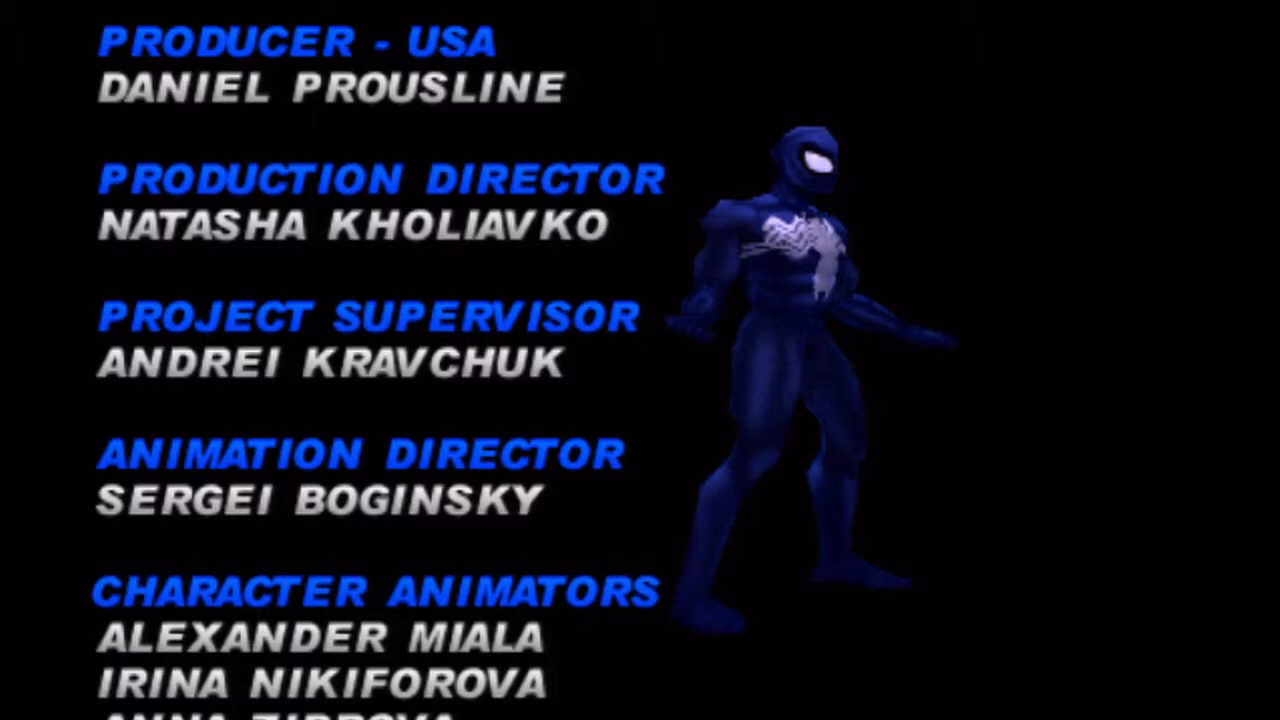 PRODUCER - USA
DANIEL PROUSLINE
PRODUCTION DIRECTOR
NATASHA KHOLIAVKO
PROJECT SUPERVISOR
ANDREI KRAVCHUK
ANIMATION DIRECTOR
SERGEI BOGINSKY
CHARACTER ANIMATORS
ALEXANDER MIALA
IRINA NIKIFOROVA
ANNA